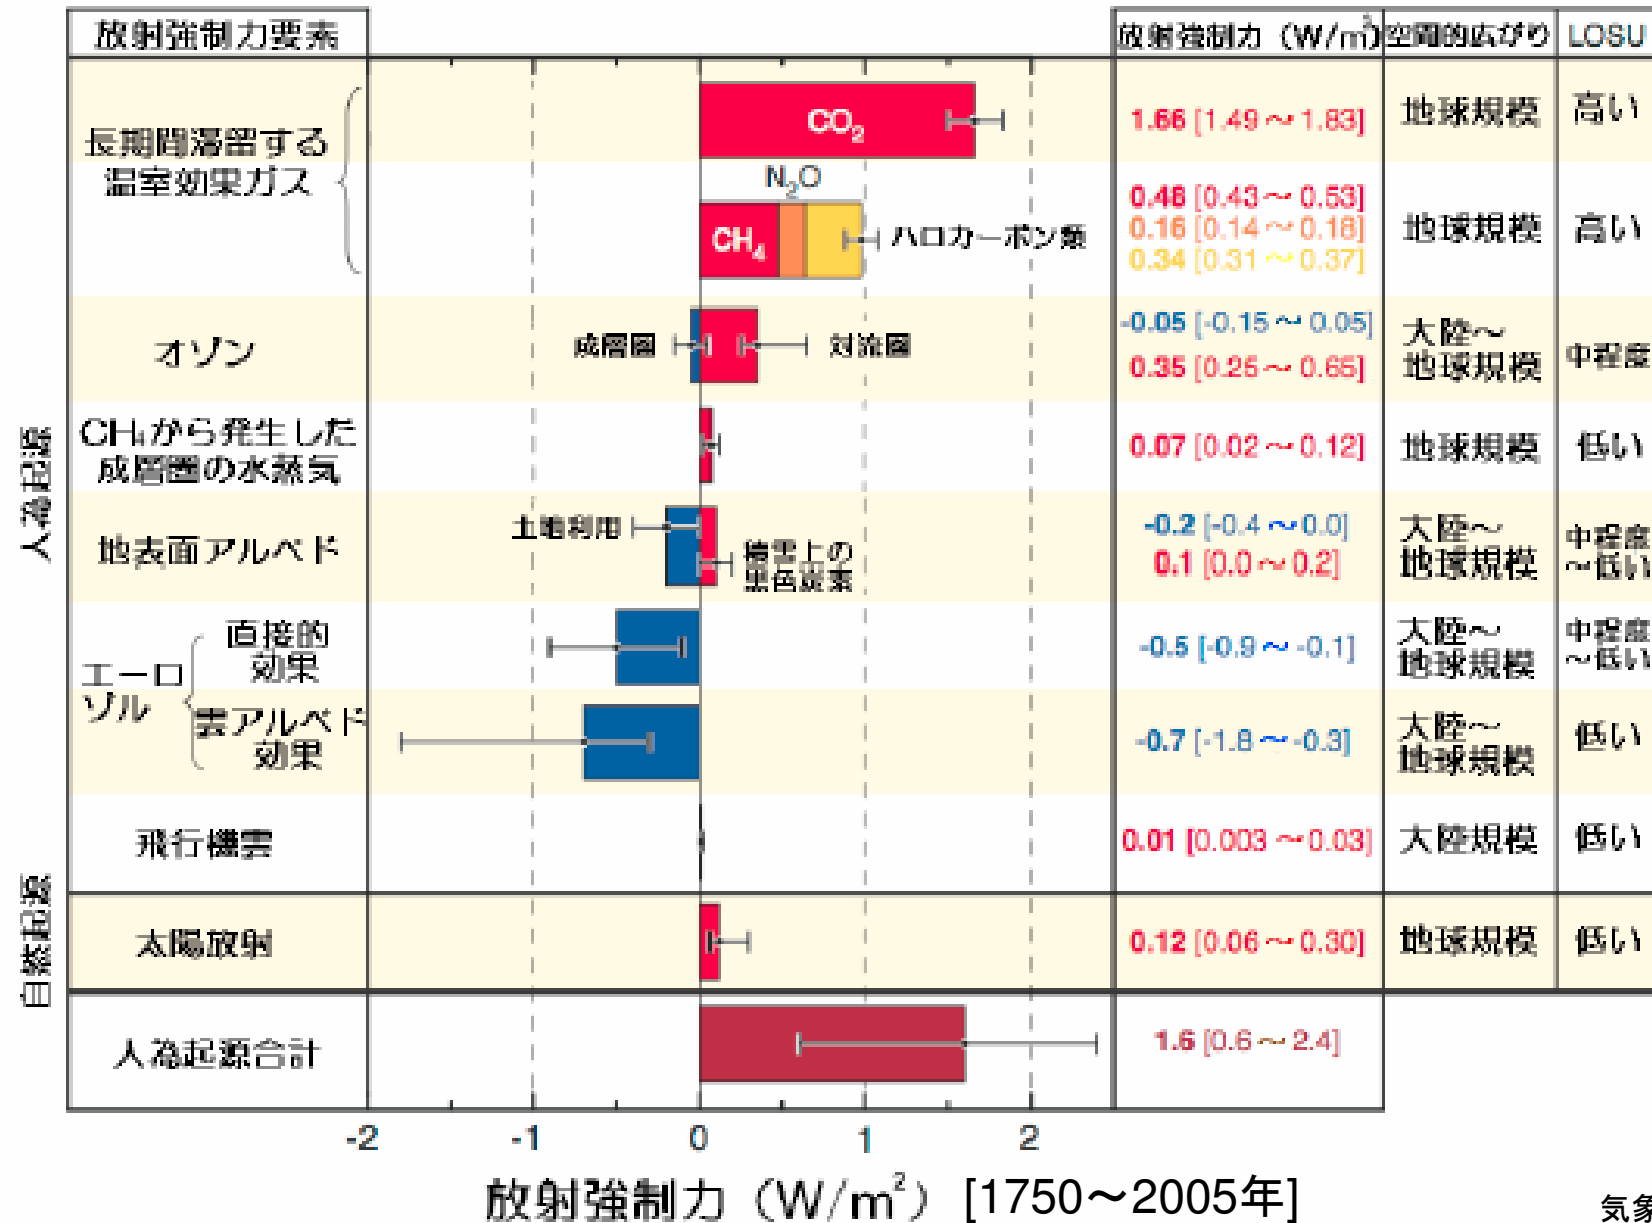 放射強制力要素
放射強制力（W/m²）
空間的広がり
LOSU
人為起源
長期間滞留する
温室効果ガス
CO₂
1.66 [1.49～1.83]
地球規模
高い
N₂O
CH₄
ハロカーボン類
0.48 [0.43～0.53]
0.16 [0.14～0.18]
0.34 [0.31～0.37]
地球規模
高い
オゾン
成層圏
対流圏
-0.05 [-0.15～0.05]
0.35 [0.25～0.65]
大陸～
地球規模
中程度
CH₄から発生した
成層圏の水蒸気
0.07 [0.02～0.12]
地球規模
低い
地表面アルベド
土地利用
積雪上の
黒色炭素
-0.2 [-0.4～0.0]
0.1 [0.0～0.2]
大陸～
地球規模
中程度
～低い
エーロ
ゾル
直接的
効果
-0.5 [-0.9～-0.1]
大陸～
地球規模
中程度
～低い
雲アルベド
効果
-0.7 [-1.8～-0.3]
大陸～
地球規模
低い
飛行機雲
0.01 [0.003～0.03]
大陸規模
低い
自然起源
太陽放射
0.12 [0.06～0.30]
地球規模
低い
人為起源合計
1.6 [0.6～2.4]
-2 -1 0 1 2
放射強制力（W/m²）[1750～2005年]
気象